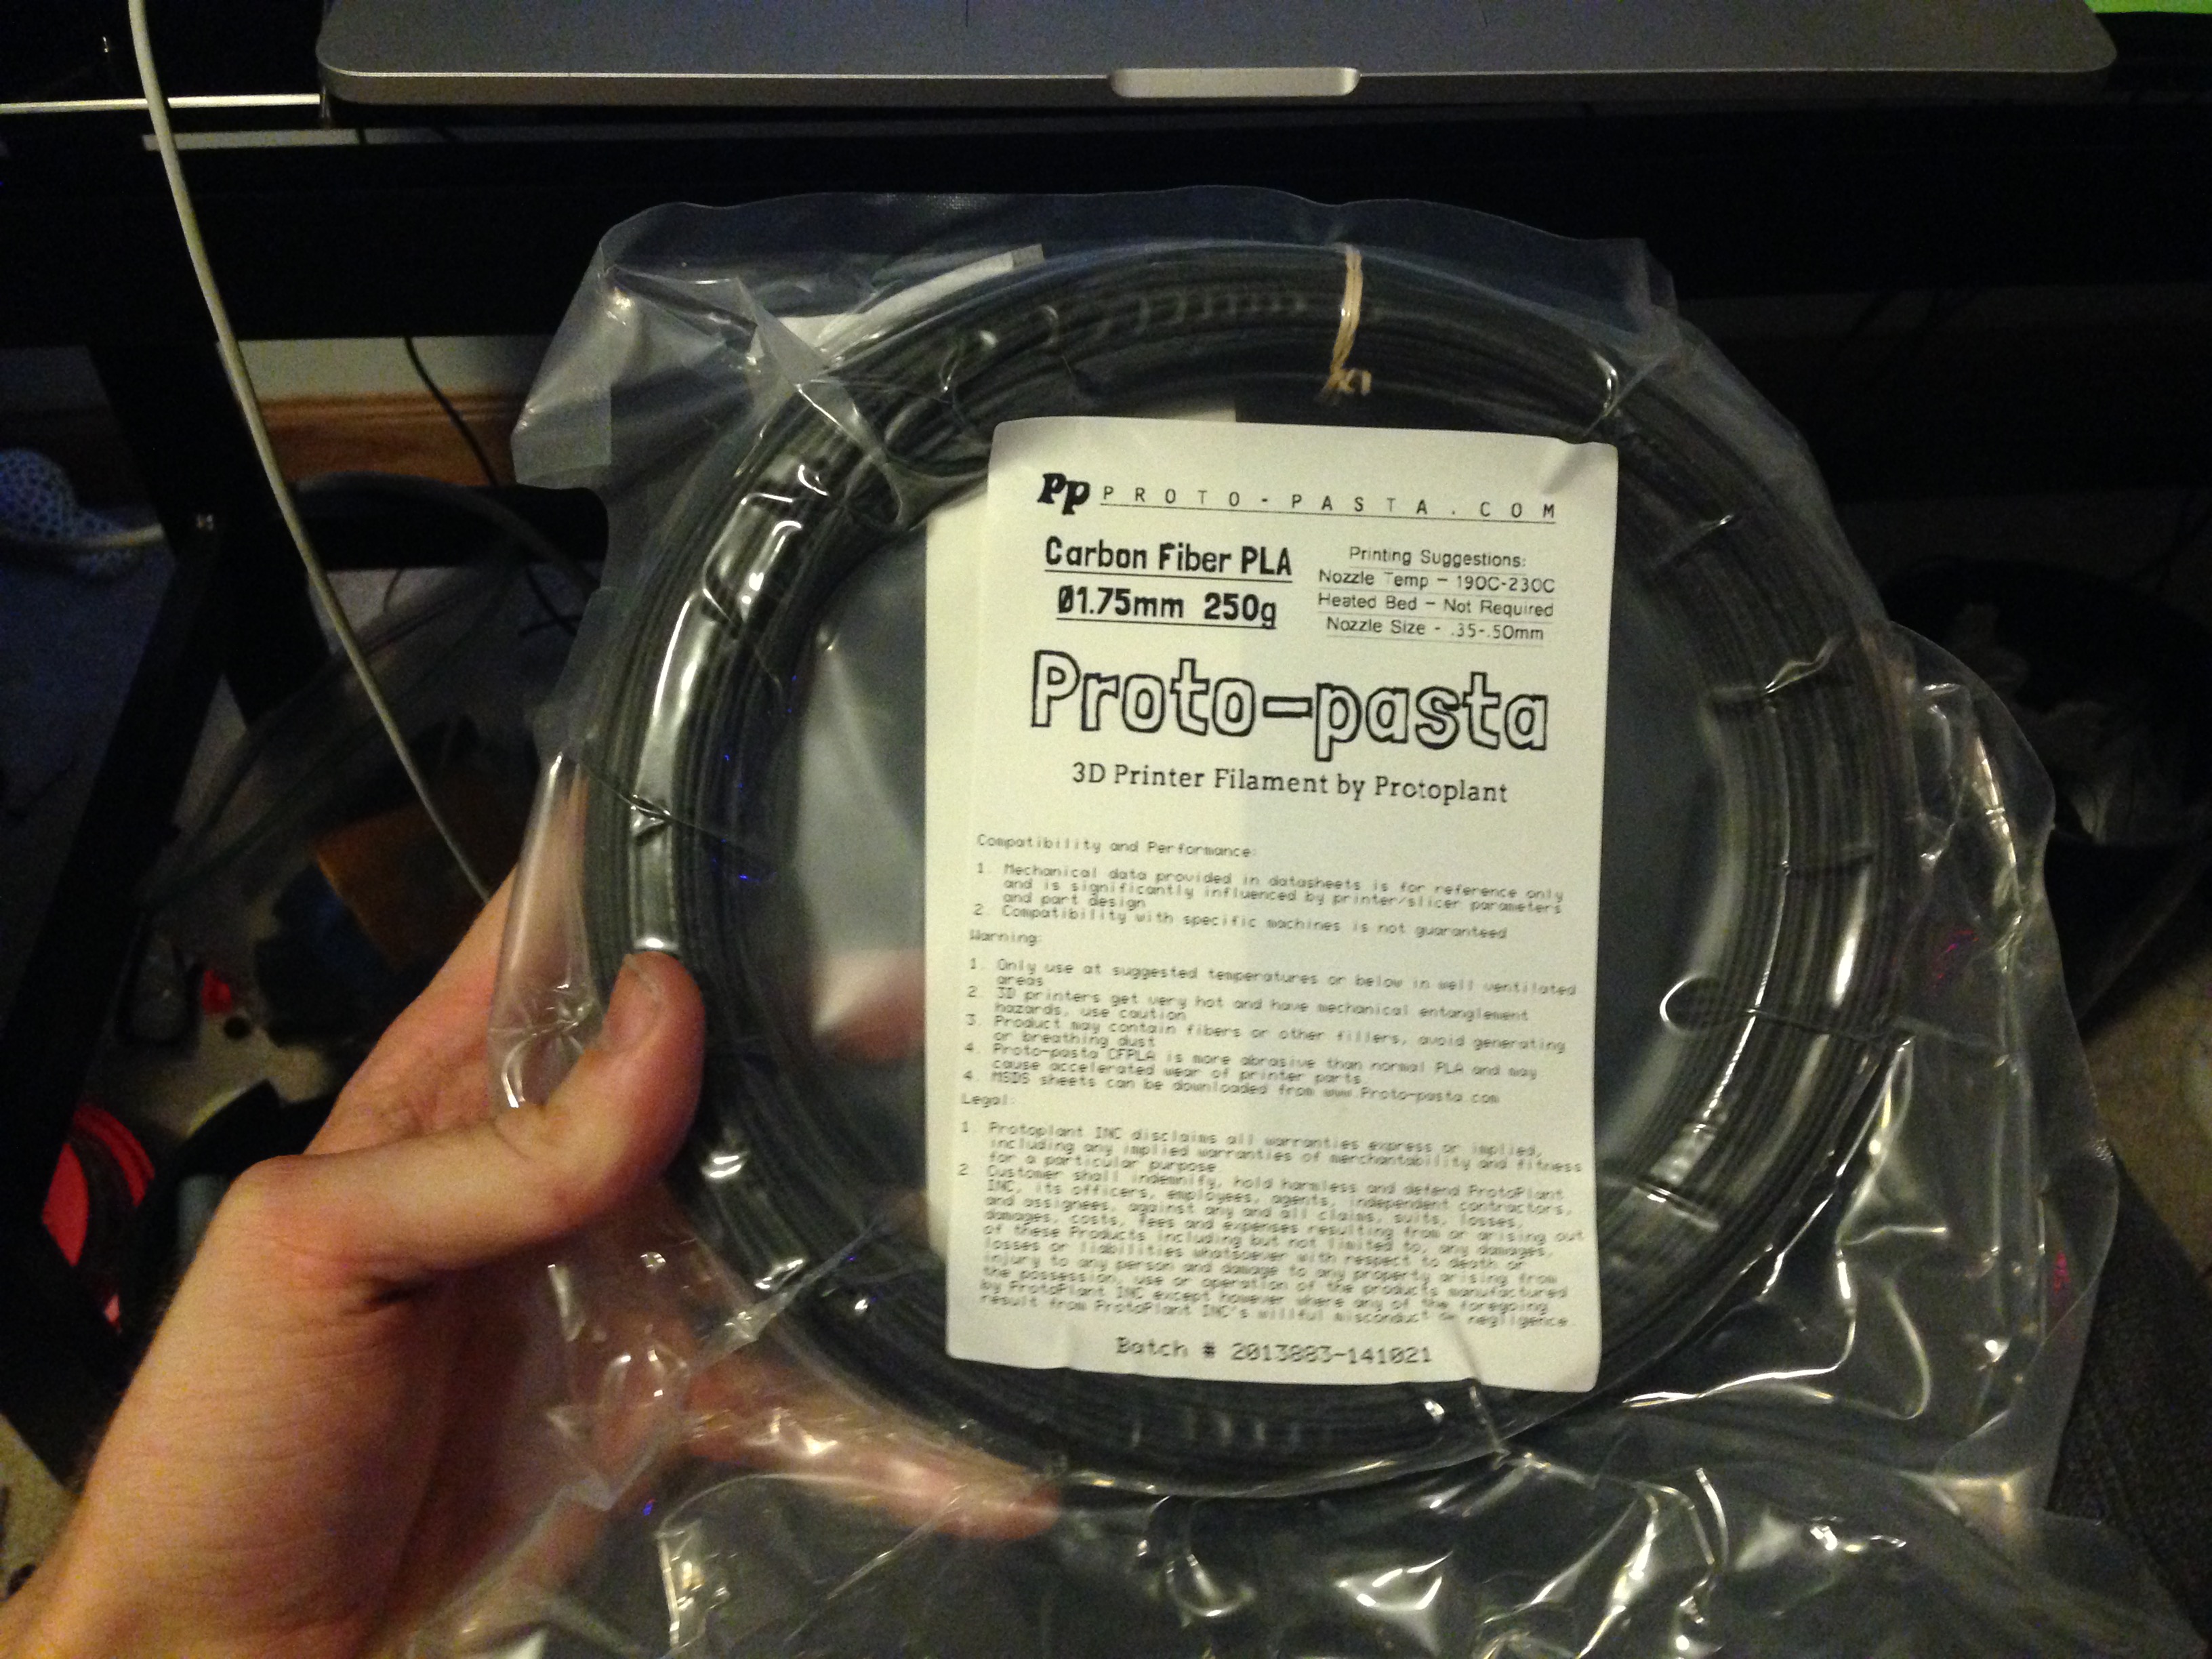 Pp PROTO-PASTA.COM
Carbon Fiber PLA
Ø1.75mm 250g
Printing Suggestions:
Nozzle Temp - 190C-230C
Heated Bed - Not Required
Nozzle Size - .35-.50mm
Proto-pasta
3D Printer Filament by Protoplant
Compatibility and Performance:
1. Mechanical data provided in datasheets is for reference only
and is significantly influenced by printer/slicer parameters
and part design
2. Compatibility with specific machines is not guaranteed
Warning:
1. Only use at suggested temperatures or below in well ventilated
areas
2. 3D printers get very hot and have mechanical entanglement
hazards, use caution
3. Product may contain fibers or other fillers, avoid generating
or breathing dust
4. Proto-pasta CFPLA is more abrasive than normal PLA and may
cause accelerated wear of printer parts.
4. MSDS sheets can be downloaded from www.Proto-pasta.com
Legal:
1. Protoplant INC disclaims all warranties express or implied,
including any implied warranties of merchantability and fitness
for a particular purpose.
2. Customer shall indemnify, hold harmless and defend ProtoPlant
INC, its officers, employees, agents, independent contractors,
and assignees, against any and all claims, suits, losses,
damages, costs, fees and expenses resulting from or arising out
of these Products including but not limited to, any damages,
losses or liabilities whatsoever with respect to death or
injury to any person and damage to any property arising from
the possession, use or operation of the products manufactured
by ProtoPlant INC except however where any of the foregoing
result from ProtoPlant INC's willful misconduct or negligence.
Batch # 2013883-141021